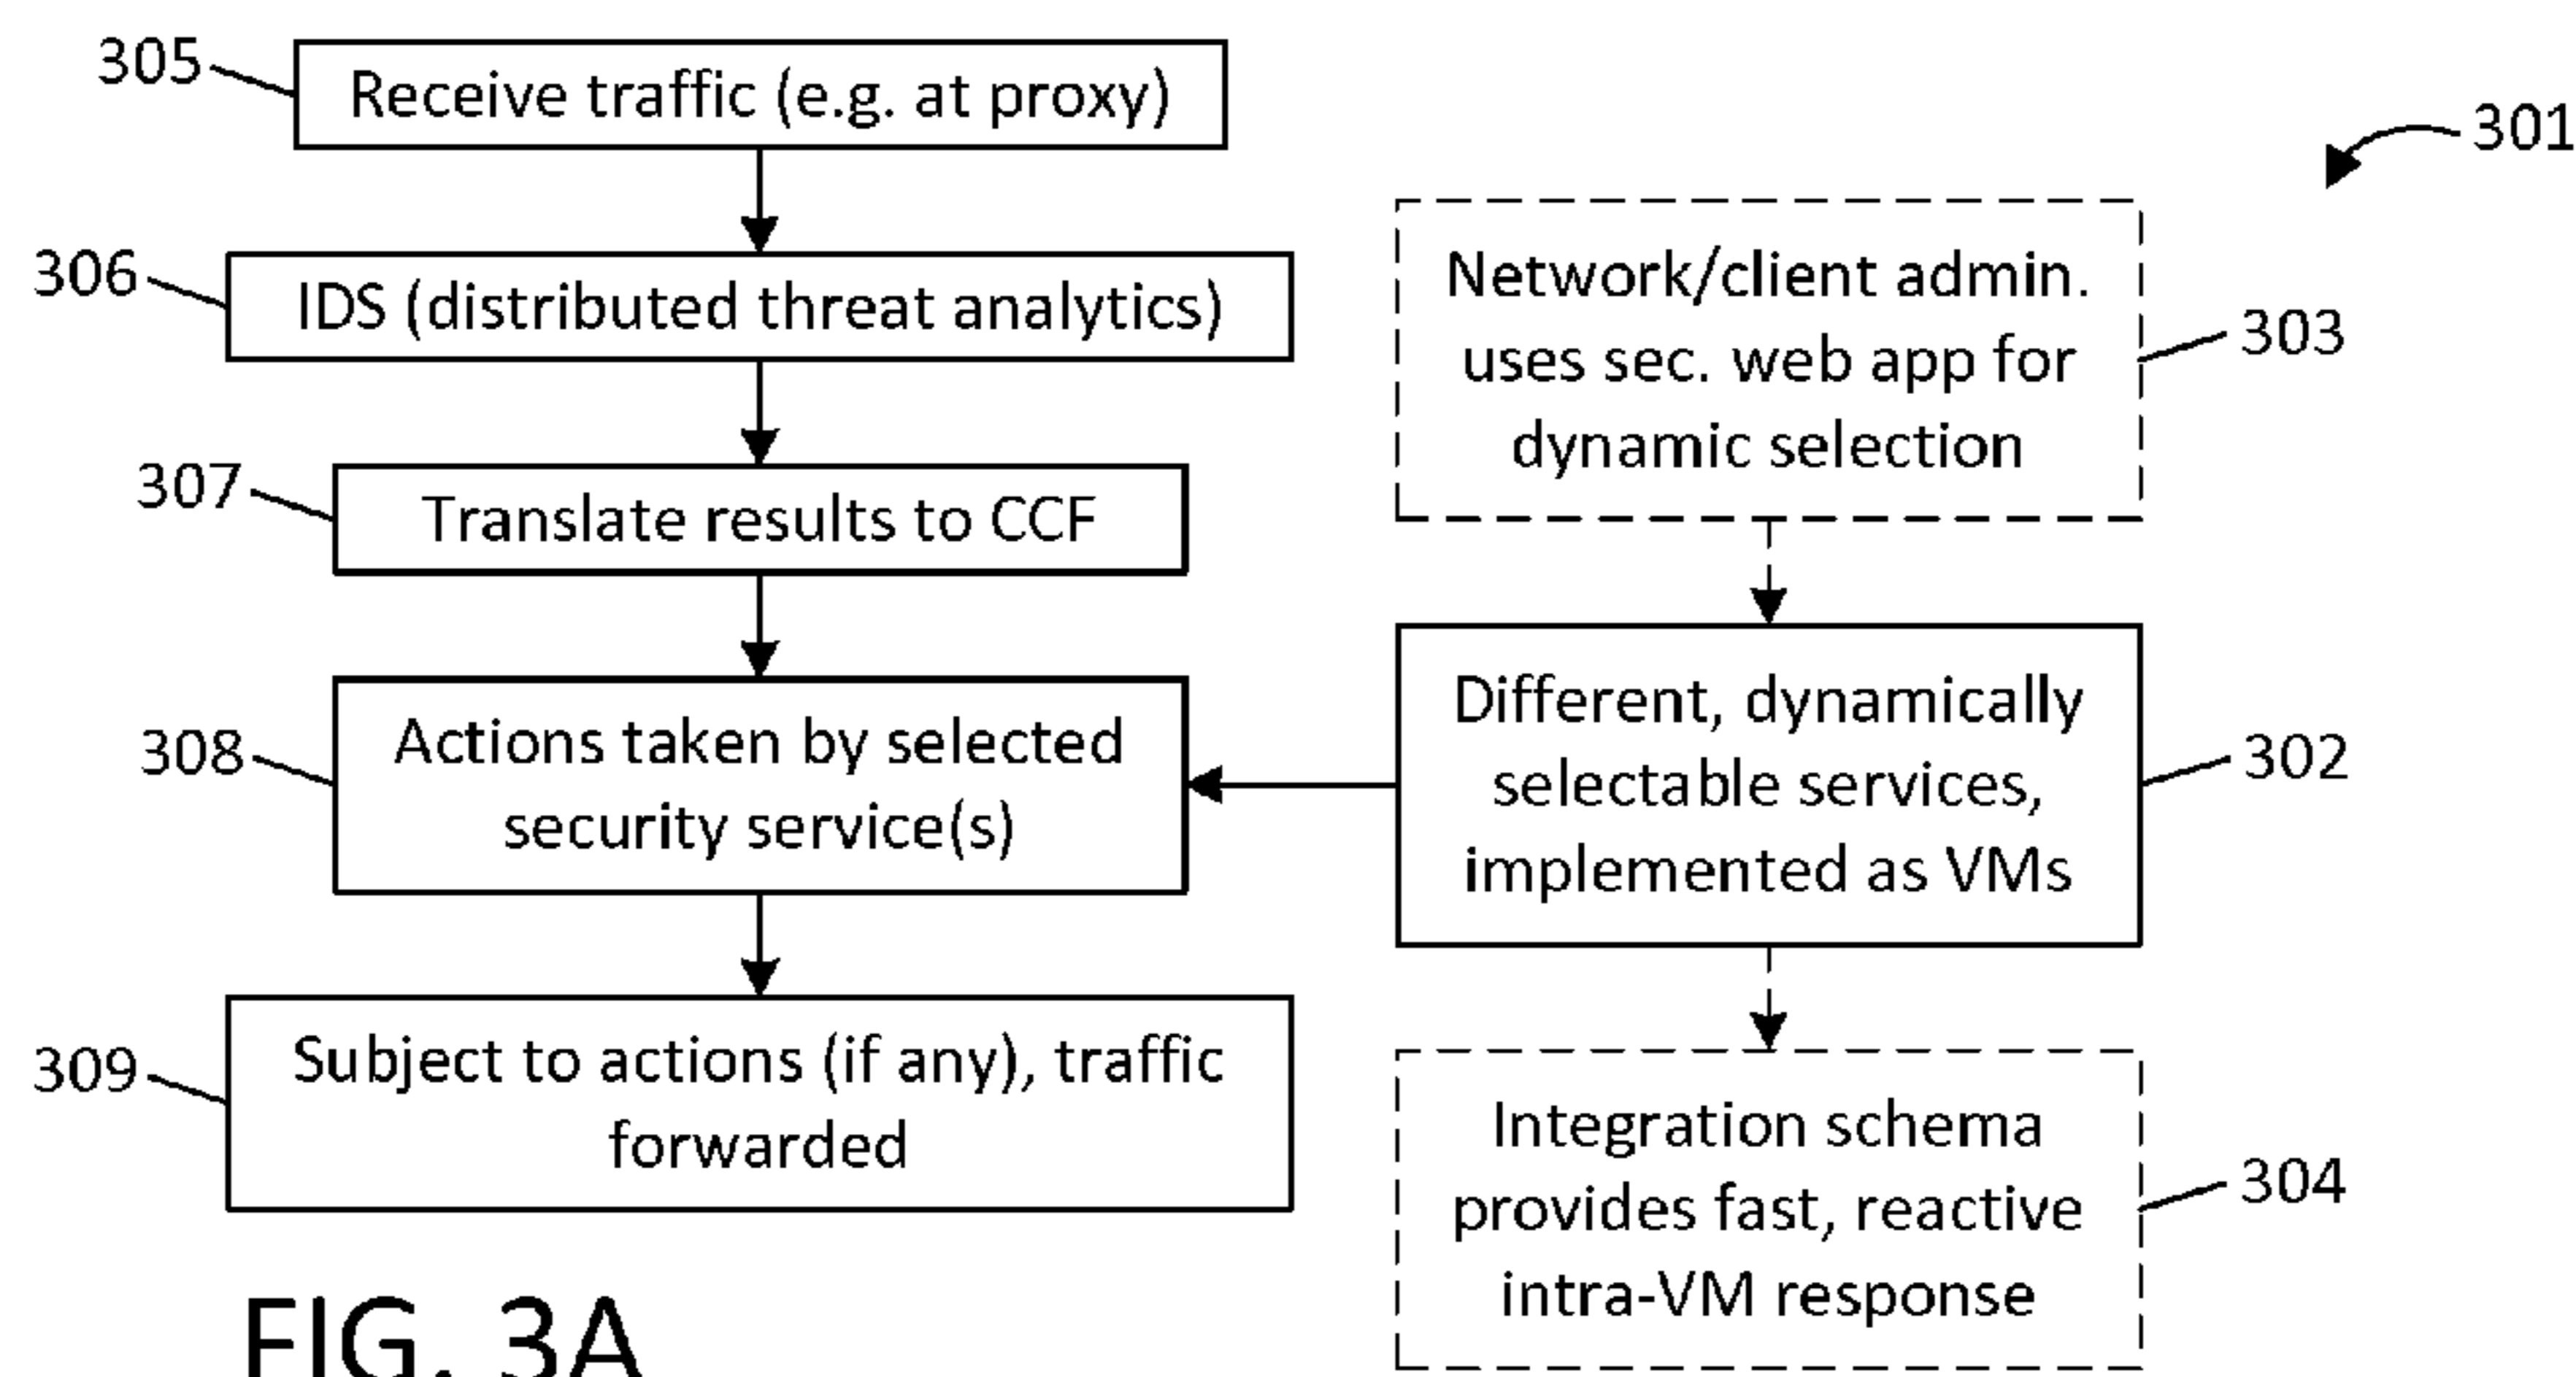 305
Receive traffic (e.g. at proxy)
301
306
IDS (distributed threat analytics)
Network/client admin.
uses sec. web app for
dynamic selection
303
307
Translate results to CCF
308
Actions taken by selected
security service(s)
Different, dynamically
selectable services,
implemented as VMs
302
309
Subject to actions (if any), traffic
forwarded
Integration schema
provides fast, reactive
intra-VM response
304
FIG. 3A